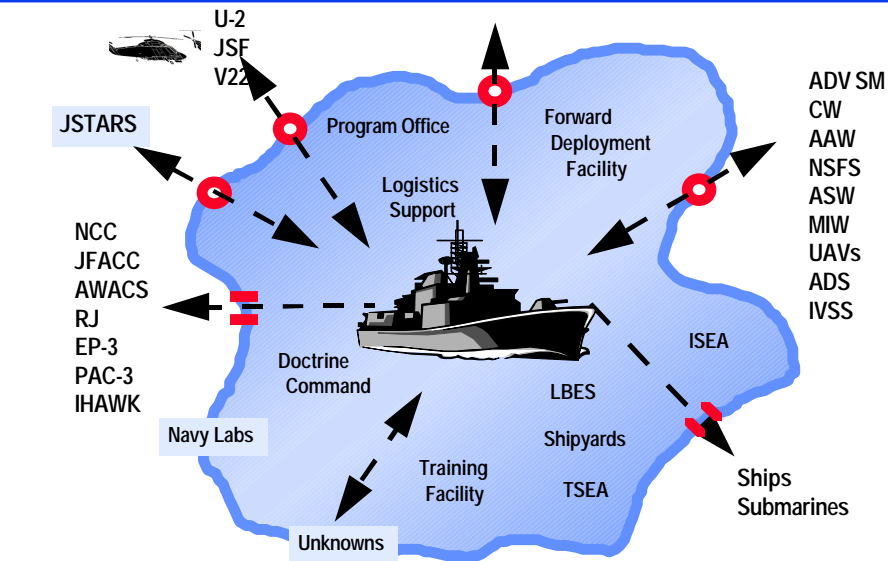 U-2
JSF
V22
JSTARS
Program Office
Forward
Deployment
Facility
Logistics
Support
ADV SM
CW
AAW
NSFS
ASW
MIW
UAVs
ADS
IVSS
NCC
JFACC
AWACS
RJ
EP-3
PAC-3
IHAWK
Doctrine
Command
ISEA
LBES
Navy Labs
Shipyards
Training
Facility
TSEA
Ships
Submarines
Unknowns